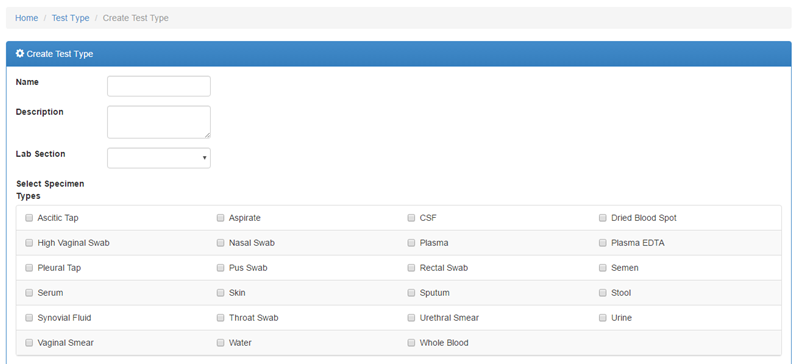 Home / Test Type / Create Test Type
Create Test Type
Name
Description
Lab Section
Select Specimen
Types
Ascitic Tap Aspirate CSF Dried Blood Spot
High Vaginal Swab Nasal Swab Plasma Plasma EDTA
Pleural Tap Pus Swab Rectal Swab Semen
Serum Skin Sputum Stool
Synovial Fluid Throat Swab Urethral Smear Urine
Vaginal Smear Water Whole Blood